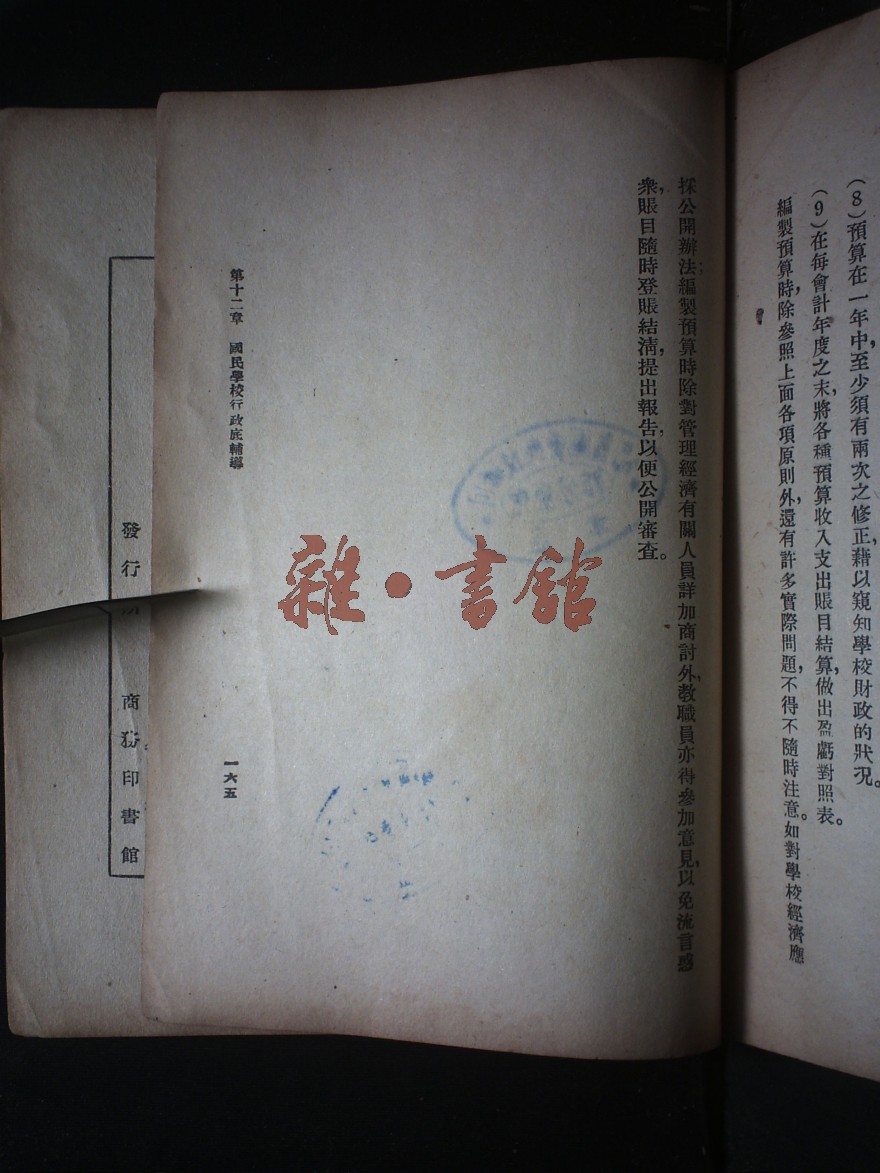 （8）預算在一年中，至少須有兩次之修正，藉以窺知學校財政的狀況。
（9）在每會計年度之末，將各種預算收入支出賬目結算，做出盈虧對照表。
編製預算時，除參照上面各項原則外，還有許多實際問題，不得不隨時注意。如對學校經濟應
採公開辦法；編製預算時除對管理經濟有關人員詳加商討外，教職員亦得參加意見，以免流言惑
衆，賬目隨時登賬結淸，提出報告，以便公開審查。
第十二章　國民學校行政底輔導
一六五
雜·書館
發行所　商務印書館